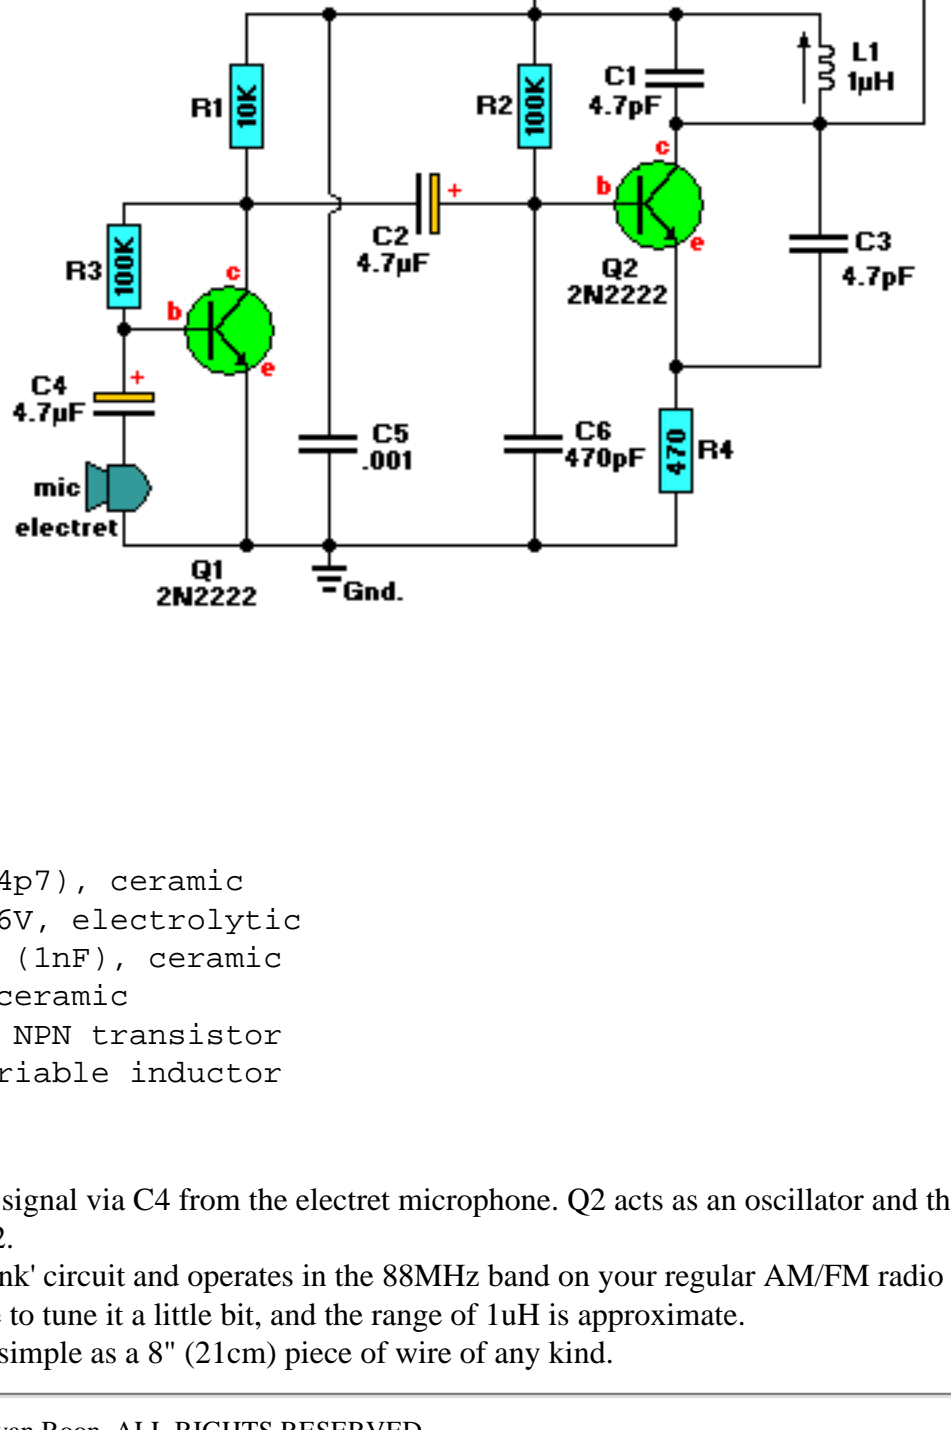 L1
1µH
C1
4.7pF
R1
10K
R2
100K
c
b
e
+
C2
4.7µF
Q2
2N2222
C3
4.7pF
R3
100K
c
b
e
+
C4
4.7µF
C5
.001
C6
470pF
470
R4
mic
electret
Q1
2N2222
Gnd.
4p7), ceramic
6V, electrolytic
(1nF), ceramic
ceramic
NPN transistor
riable inductor
signal via C4 from the electret microphone. Q2 acts as an oscillator and th
2.
nk' circuit and operates in the 88MHz band on your regular AM/FM radio
e to tune it a little bit, and the range of 1uH is approximate.
simple as a 8" (21cm) piece of wire of any kind.
van Roon. ALL RIGHTS RESERVED